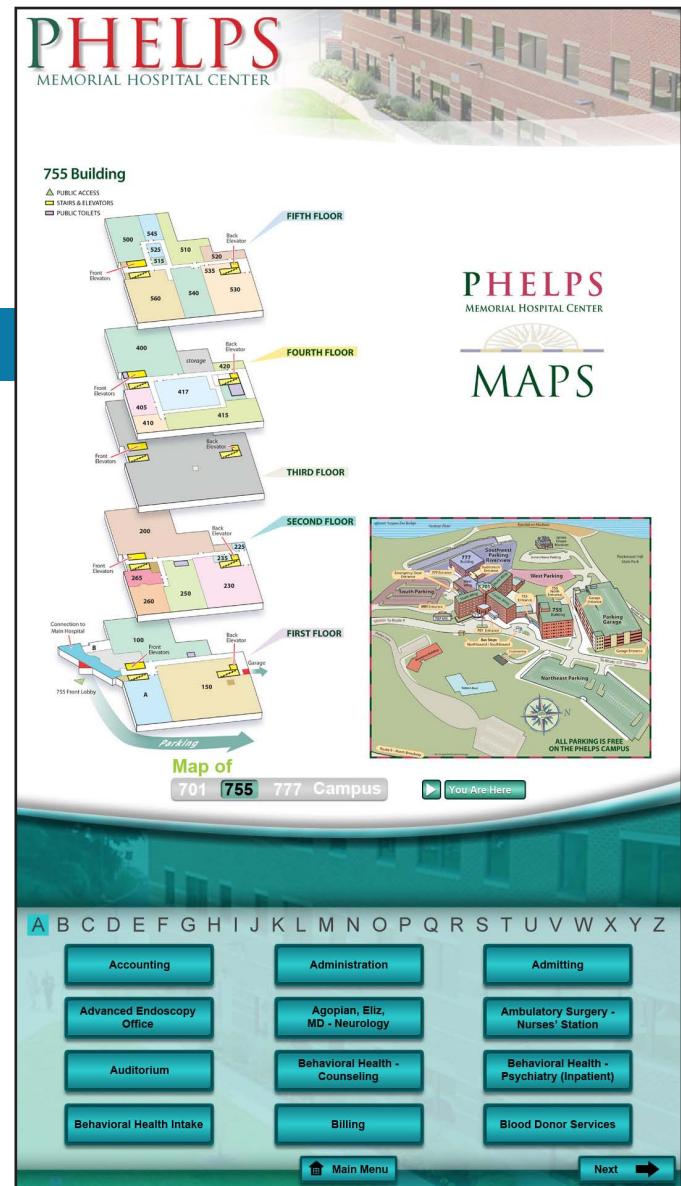 PHELPS
MEMORIAL HOSPITAL CENTER
755 Building
PUBLIC ACCESS
STAIRS & ELEVATORS
PUBLIC TOILETS
FIFTH FLOOR
500
545
525
515
510
520
535
560
540
530
Back
Elevator
Front
Elevators
FOURTH FLOOR
400
storage
420
417
405
410
415
Back
Elevator
Front
Elevators
THIRD FLOOR
Back
Elevator
Front
Elevators
SECOND FLOOR
200
225
235
265
260
250
230
Back
Elevator
Front
Elevators
FIRST FLOOR
Connection to
Main Hospital
B
100
Front
Elevators
Back
Elevator
A
150
Garage
755 Front Lobby
Parking
PHELPS
MEMORIAL HOSPITAL CENTER
MAPS
777
Building
Southwest
Parking
Riverview
West Parking
South Parking
701
755
Building
Parking
Garage
Garage Entrance
Northeast Parking
N
ALL PARKING IS FREE
ON THE PHELPS CAMPUS
Map of
701 755 777 Campus
You Are Here
A B C D E F G H I J K L M N O P Q R S T U V W X Y Z
Accounting
Administration
Admitting
Advanced Endoscopy
Office
Agopian, Eliz,
MD - Neurology
Ambulatory Surgery -
Nurses' Station
Auditorium
Behavioral Health -
Counseling
Behavioral Health -
Psychiatry (Inpatient)
Behavioral Health Intake
Billing
Blood Donor Services
Main Menu
Next